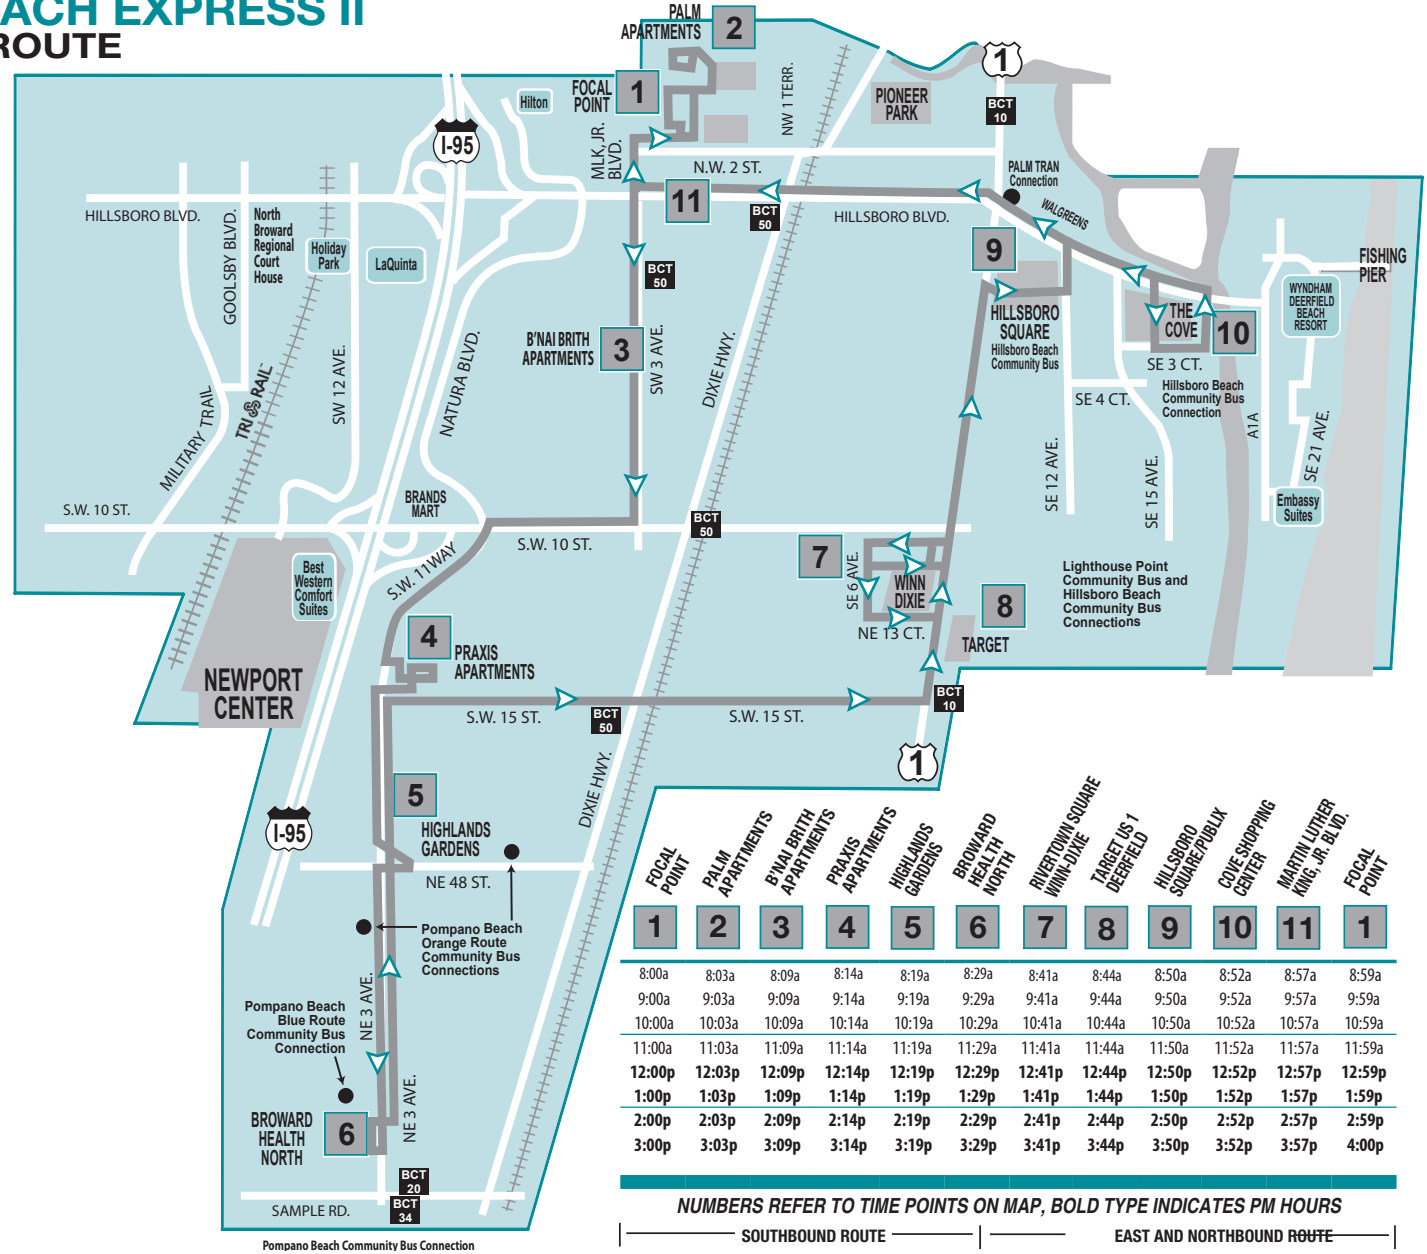 ACH EXPRESS II
ROUTE
PALM
APARTMENTS
2
FOCAL
POINT
1
Hilton
I-95
MLK, JR.
BLVD.
NW 1 TERR.
PIONEER
PARK
1
BCT
10
N.W. 2 ST.
PALM TRAN
Connection
WALGREENS
HILLSBORO BLVD.
GOOLSBY BLVD.
North
Broward
Regional
Court
House
Holiday
Park
LaQuinta
11
BCT
50
HILLSBORO BLVD.
9
FISHING
PIER
WYNDHAM
DEERFIELD
BEACH
RESORT
BCT
50
HILLSBORO
SQUARE
Hillsboro Beach
Community Bus
THE
COVE
10
SE 3 CT.
B'NAI BRITH
APARTMENTS
3
SW 3 AVE.
DIXIE HWY.
SW 12 AVE.
NATURA BLVD.
MILITARY TRAIL
TRI RAIL
SE 4 CT.
Hillsboro Beach
Community Bus
Connection
A1A
SE 21 AVE.
SE 12 AVE.
SE 15 AVE.
Embassy
Suites
S.W. 10 ST.
BRANDS
MART
S.W. 10 ST.
BCT
50
S.W. 11WAY
Best
Western
Comfort
Suites
7
SE 6 AVE.
WINN
DIXIE
NE 13 CT.
8
TARGET
Lighthouse Point
Community Bus and
Hillsboro Beach
Community Bus
Connections
4
PRAXIS
APARTMENTS
NEWPORT
CENTER
S.W. 15 ST.
BCT
50
S.W. 15 ST.
BCT
10
1
DIXIE HWY.
5
HIGHLANDS
GARDENS
I-95
NE 48 ST.
Pompano Beach
Orange Route
Community Bus
Connections
NE 3 AVE.
Pompano Beach
Blue Route
Community Bus
Connection
NE 3 AVE.
BROWARD
HEALTH
NORTH
6
BCT
20
SAMPLE RD.
BCT
34
Pompano Beach Community Bus Connection
FOCAL
POINT
PALM
APARTMENTS
B'NAI BRITH
APARTMENTS
PRAXIS
APARTMENTS
HIGHLANDS
GARDENS
BROWARD
HEALTH
NORTH
RIVERTOWN SQUARE
WINN-DIXIE
TARGET US 1
DEERFIELD
HILLSBORO
SQUARE/PUBLIX
COVE SHOPPING
CENTER
MARTIN LUTHER
KING, JR. BLVD.
FOCAL
POINT
1 2 3 4 5 6 7 8 9 10 11 1
8:00a 8:03a 8:09a 8:14a 8:19a 8:29a 8:41a 8:44a 8:50a 8:52a 8:57a 8:59a
9:00a 9:03a 9:09a 9:14a 9:19a 9:29a 9:41a 9:44a 9:50a 9:52a 9:57a 9:59a
10:00a 10:03a 10:09a 10:14a 10:19a 10:29a 10:41a 10:44a 10:50a 10:52a 10:57a 10:59a
11:00a 11:03a 11:09a 11:14a 11:19a 11:29a 11:41a 11:44a 11:50a 11:52a 11:57a 11:59a
12:00p 12:03p 12:09p 12:14p 12:19p 12:29p 12:41p 12:44p 12:50p 12:52p 12:57p 12:59p
1:00p 1:03p 1:09p 1:14p 1:19p 1:29p 1:41p 1:44p 1:50p 1:52p 1:57p 1:59p
2:00p 2:03p 2:09p 2:14p 2:19p 2:29p 2:41p 2:44p 2:50p 2:52p 2:57p 2:59p
3:00p 3:03p 3:09p 3:14p 3:19p 3:29p 3:41p 3:44p 3:50p 3:52p 3:57p 4:00p
NUMBERS REFER TO TIME POINTS ON MAP, BOLD TYPE INDICATES PM HOURS
SOUTHBOUND ROUTE
EAST AND NORTHBOUND ROUTE